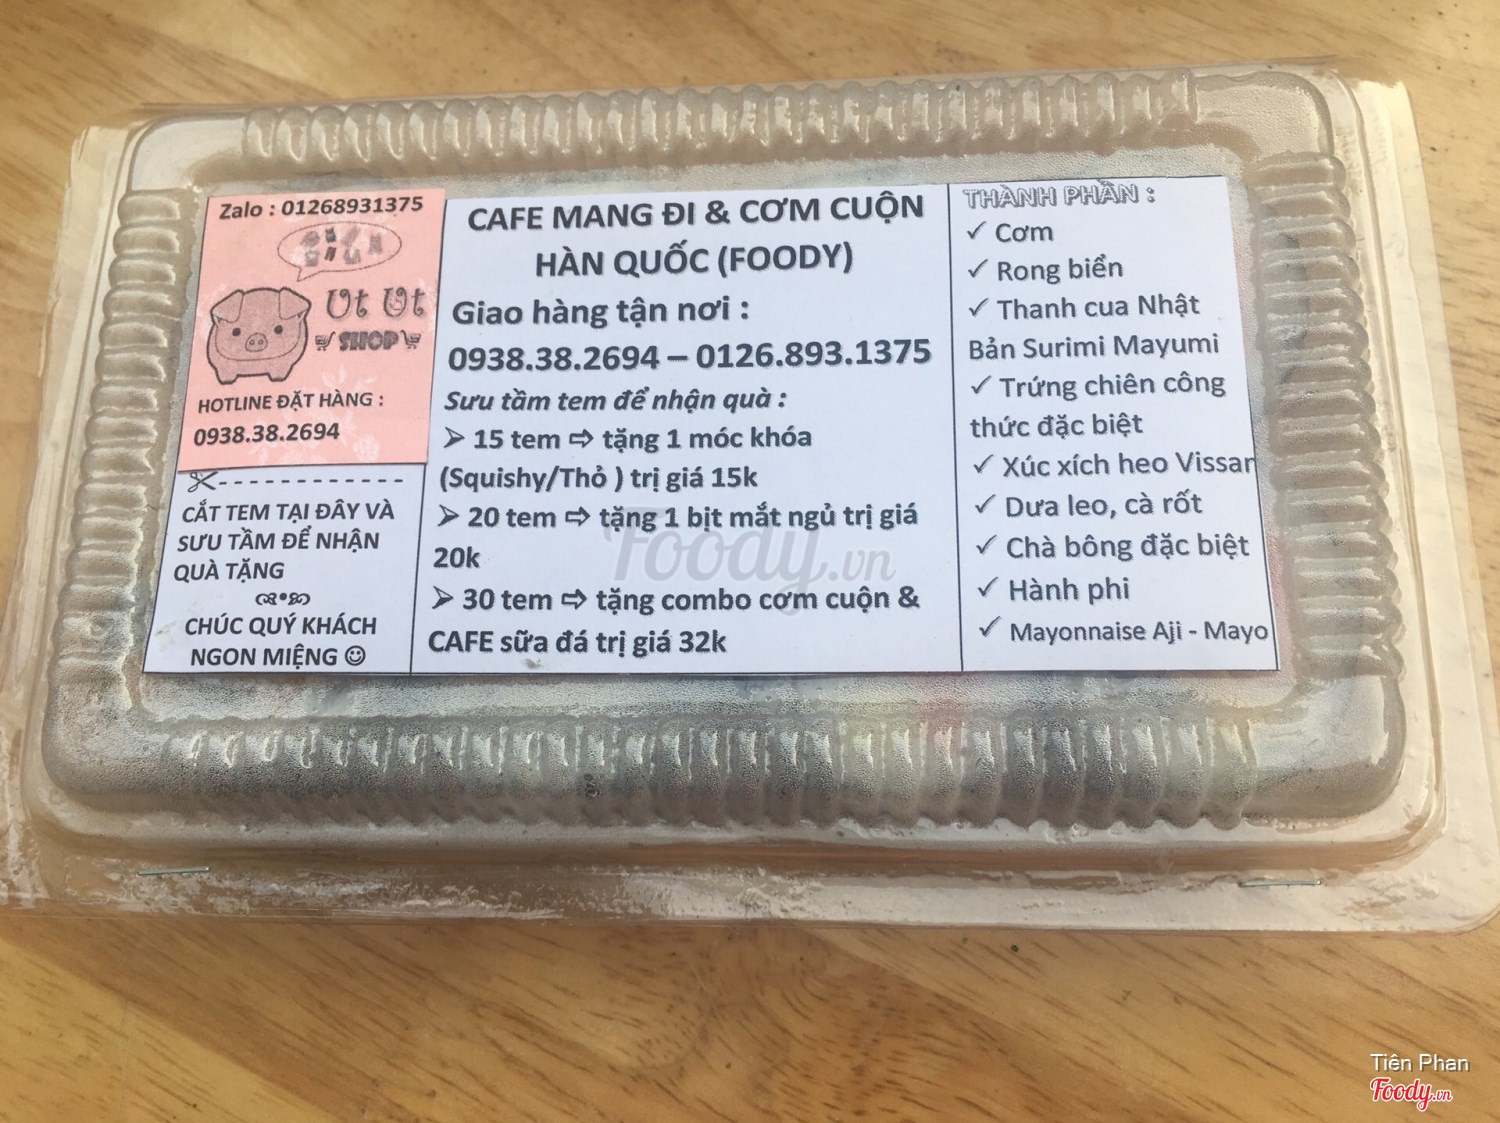 Zalo : 01268931375
Út Út
SHOP
HOTLINE ĐẶT HÀNG :
0938.38.2694
CẮT TEM TẠI ĐÂY VÀ
SƯU TẦM ĐỂ NHẬN
QUÀ TẶNG
CHÚC QUÝ KHÁCH
NGON MIỆNG ☺
CAFE MANG ĐI & CƠM CUỘN
HÀN QUỐC (FOODY)
Giao hàng tận nơi :
0938.38.2694 – 0126.893.1375
Sưu tầm tem để nhận quà :
➢ 15 tem ⇨ tặng 1 móc khóa
(Squishy/Thỏ ) trị giá 15k
➢ 20 tem ⇨ tặng 1 bịt mắt ngủ trị giá
20k
➢ 30 tem ⇨ tặng combo cơm cuộn &
CAFE sữa đá trị giá 32k
THÀNH PHẦN :
✓ Cơm
✓ Rong biển
✓ Thanh cua Nhật
Bản Surimi Mayumi
✓ Trứng chiên công
thức đặc biệt
✓ Xúc xích heo Vissan
✓ Dưa leo, cà rốt
✓ Chà bông đặc biệt
✓ Hành phi
✓ Mayonnaise Aji - Mayo
Foody.vn
Tiên Phan
Foody.vn